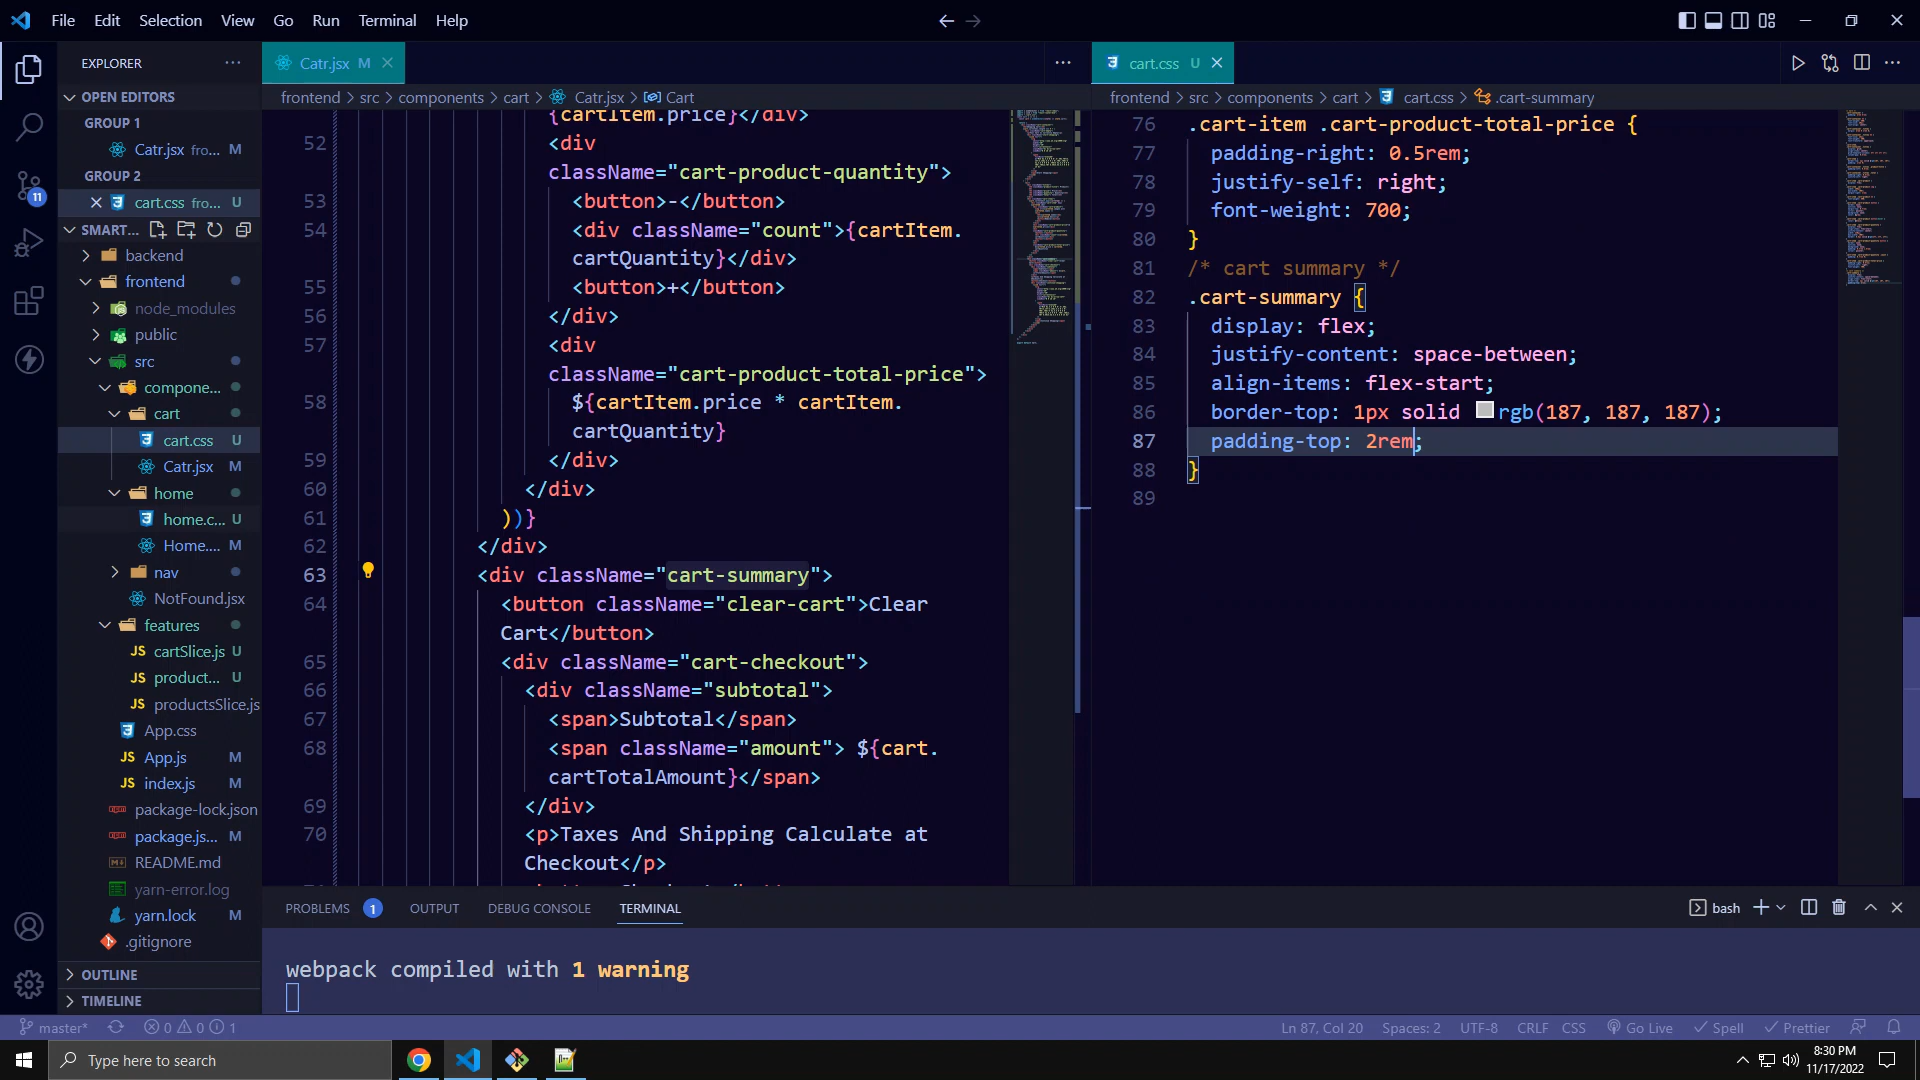 File Edit Selection View Go Run Terminal Help
EXPLORER
OPEN EDITORS
GROUP 1
Catr.jsx fro... M
GROUP 2
cart.css fro... U
SMART...
backend
frontend
node_modules
public
src
compone...
cart
cart.css U
Catr.jsx M
home
home.c... U
Home.... M
nav
NotFound.jsx
features
JS cartSlice.js U
JS product... U
JS productsSlice.js
App.css
JS App.js M
JS index.js M
package-lock.json
package.js... M
README.md
yarn-error.log
yarn.lock M
.gitignore
OUTLINE
TIMELINE
11
Catr.jsx M
frontend > src > components > cart > Catr.jsx > Cart
{cartItem.price}</div>
52 <div
className="cart-product-quantity">
53 <button>-</button>
54 <div className="count">{cartItem.
cartQuantity}</div>
55 <button>+</button>
56 </div>
57 <div
className="cart-product-total-price">
58 ${cartItem.price * cartItem.
cartQuantity}
59 </div>
60 </div>
61 ))}
62 </div>
63 <div className="cart-summary">
64 <button className="clear-cart">Clear
Cart</button>
65 <div className="cart-checkout">
66 <div className="subtotal">
67 <span>Subtotal</span>
68 <span className="amount"> ${cart.
cartTotalAmount}</span>
69 </div>
70 <p>Taxes And Shipping Calculate at
Checkout</p>
cart.css U
frontend > src > components > cart > cart.css > .cart-summary
76 .cart-item .cart-product-total-price {
77 padding-right: 0.5rem;
78 justify-self: right;
79 font-weight: 700;
80 }
81 /* cart summary */
82 .cart-summary {
83 display: flex;
84 justify-content: space-between;
85 align-items: flex-start;
86 border-top: 1px solid rgb(187, 187, 187);
87 padding-top: 2rem;
88 }
89
PROBLEMS 1 OUTPUT DEBUG CONSOLE TERMINAL
bash
webpack compiled with 1 warning
master* 0 0 1
Ln 87, Col 20 Spaces: 2 UTF-8 CRLF CSS Go Live Spell Prettier
Type here to search
8:30 PM
11/17/2022